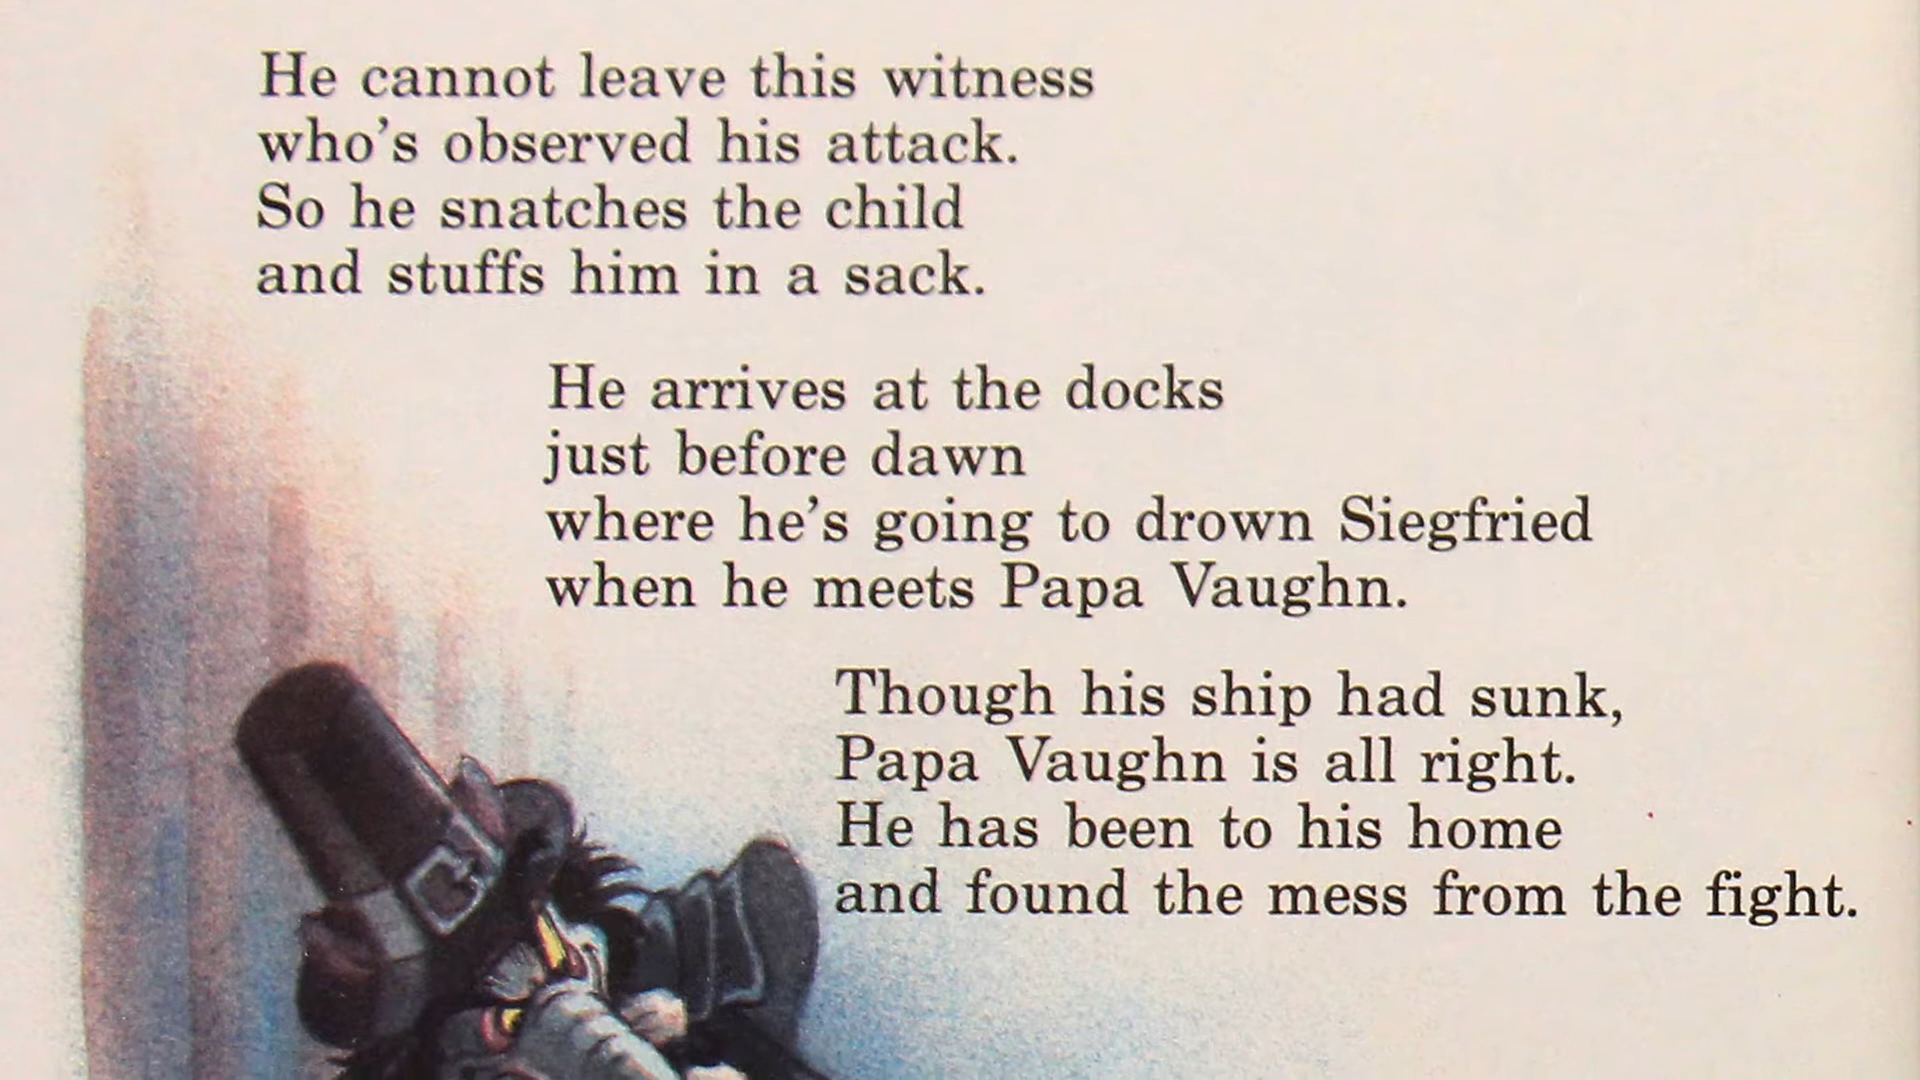 He cannot leave this witness
who's observed his attack.
So he snatches the child
and stuffs him in a sack.
He arrives at the docks
just before dawn
where he's going to drown Siegfried
when he meets Papa Vaughn.
Though his ship had sunk,
Papa Vaughn is all right.
He has been to his home
and found the mess from the fight.